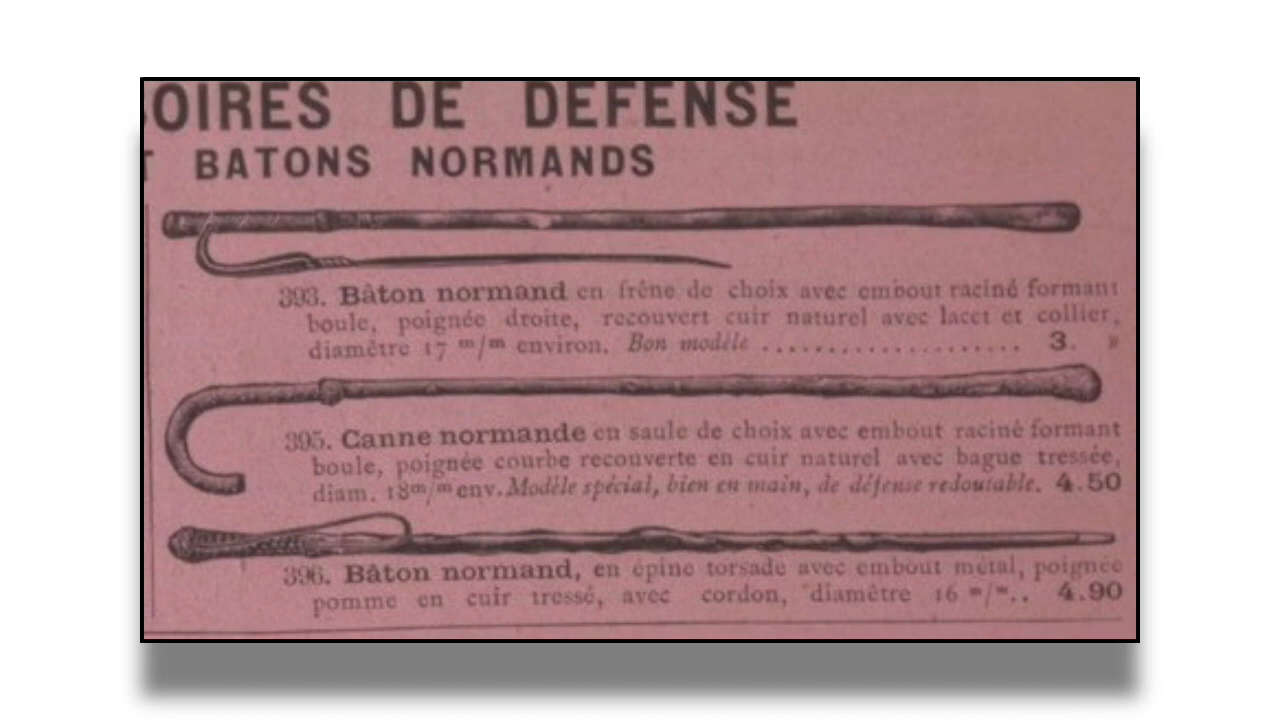 OIRES DE DEFENSE
T BATONS NORMANDS
393. Bâton normand en frêne de choix avec embout raciné formant
boule, poignée droite, recouvert cuir naturel avec lacet et collier,
diamètre 17 m/m environ. Bon modèle .................... 3. »
395. Canne normande en saule de choix avec embout raciné formant
boule, poignée courbe recouverte en cuir naturel avec bague tressée,
diam. 18m/m env. Modèle spécial, bien en main, de défense redoutable. 4.50
396. Bâton normand, en épine torsade avec embout métal, poignée
pomme en cuir tressé, avec cordon, diamètre 16 m/m.. 4.90